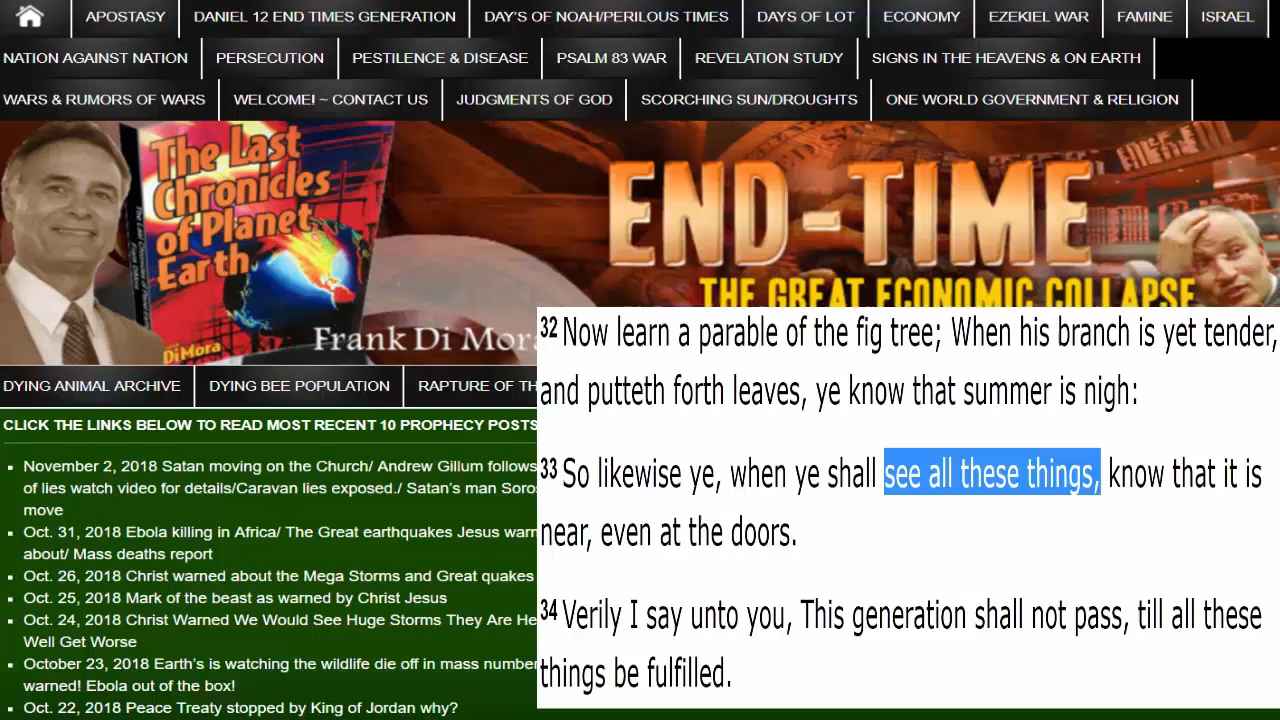 APOSTASY DANIEL 12 END TIMES GENERATION DAY'S OF NOAH/PERILOUS TIMES DAYS OF LOT ECONOMY EZEKIEL WAR FAMINE ISRAEL
NATION AGAINST NATION PERSECUTION PESTILENCE & DISEASE PSALM 83 WAR REVELATION STUDY SIGNS IN THE HEAVENS & ON EARTH
WARS & RUMORS OF WARS WELCOME! ~ CONTACT US JUDGMENTS OF GOD SCORCHING SUN/DROUGHTS ONE WORLD GOVERNMENT & RELIGION
The Last
Chronicles
of Planet
Earth
DiMora
Frank Di Mora
END-TIME
THE GREAT ECONOMIC COLLAPSE
DYING ANIMAL ARCHIVE DYING BEE POPULATION RAPTURE OF TH
CLICK THE LINKS BELOW TO READ MOST RECENT 10 PROPHECY POSTS
November 2, 2018 Satan moving on the Church/ Andrew Gillum follows
of lies watch video for details/Caravan lies exposed./ Satan's man Soros
move
Oct. 31, 2018 Ebola killing in Africa/ The Great earthquakes Jesus warn
about/ Mass deaths report
Oct. 26, 2018 Christ warned about the Mega Storms and Great quakes
Oct. 25, 2018 Mark of the beast as warned by Christ Jesus
Oct. 24, 2018 Christ Warned We Would See Huge Storms They Are He
Well Get Worse
October 23, 2018 Earth's is watching the wildlife die off in mass number
warned! Ebola out of the box!
Oct. 22, 2018 Peace Treaty stopped by King of Jordan why?
32 Now learn a parable of the fig tree; When his branch is yet tender,
and putteth forth leaves, ye know that summer is nigh:
33 So likewise ye, when ye shall see all these things, know that it is
near, even at the doors.
34 Verily I say unto you, This generation shall not pass, till all these
things be fulfilled.